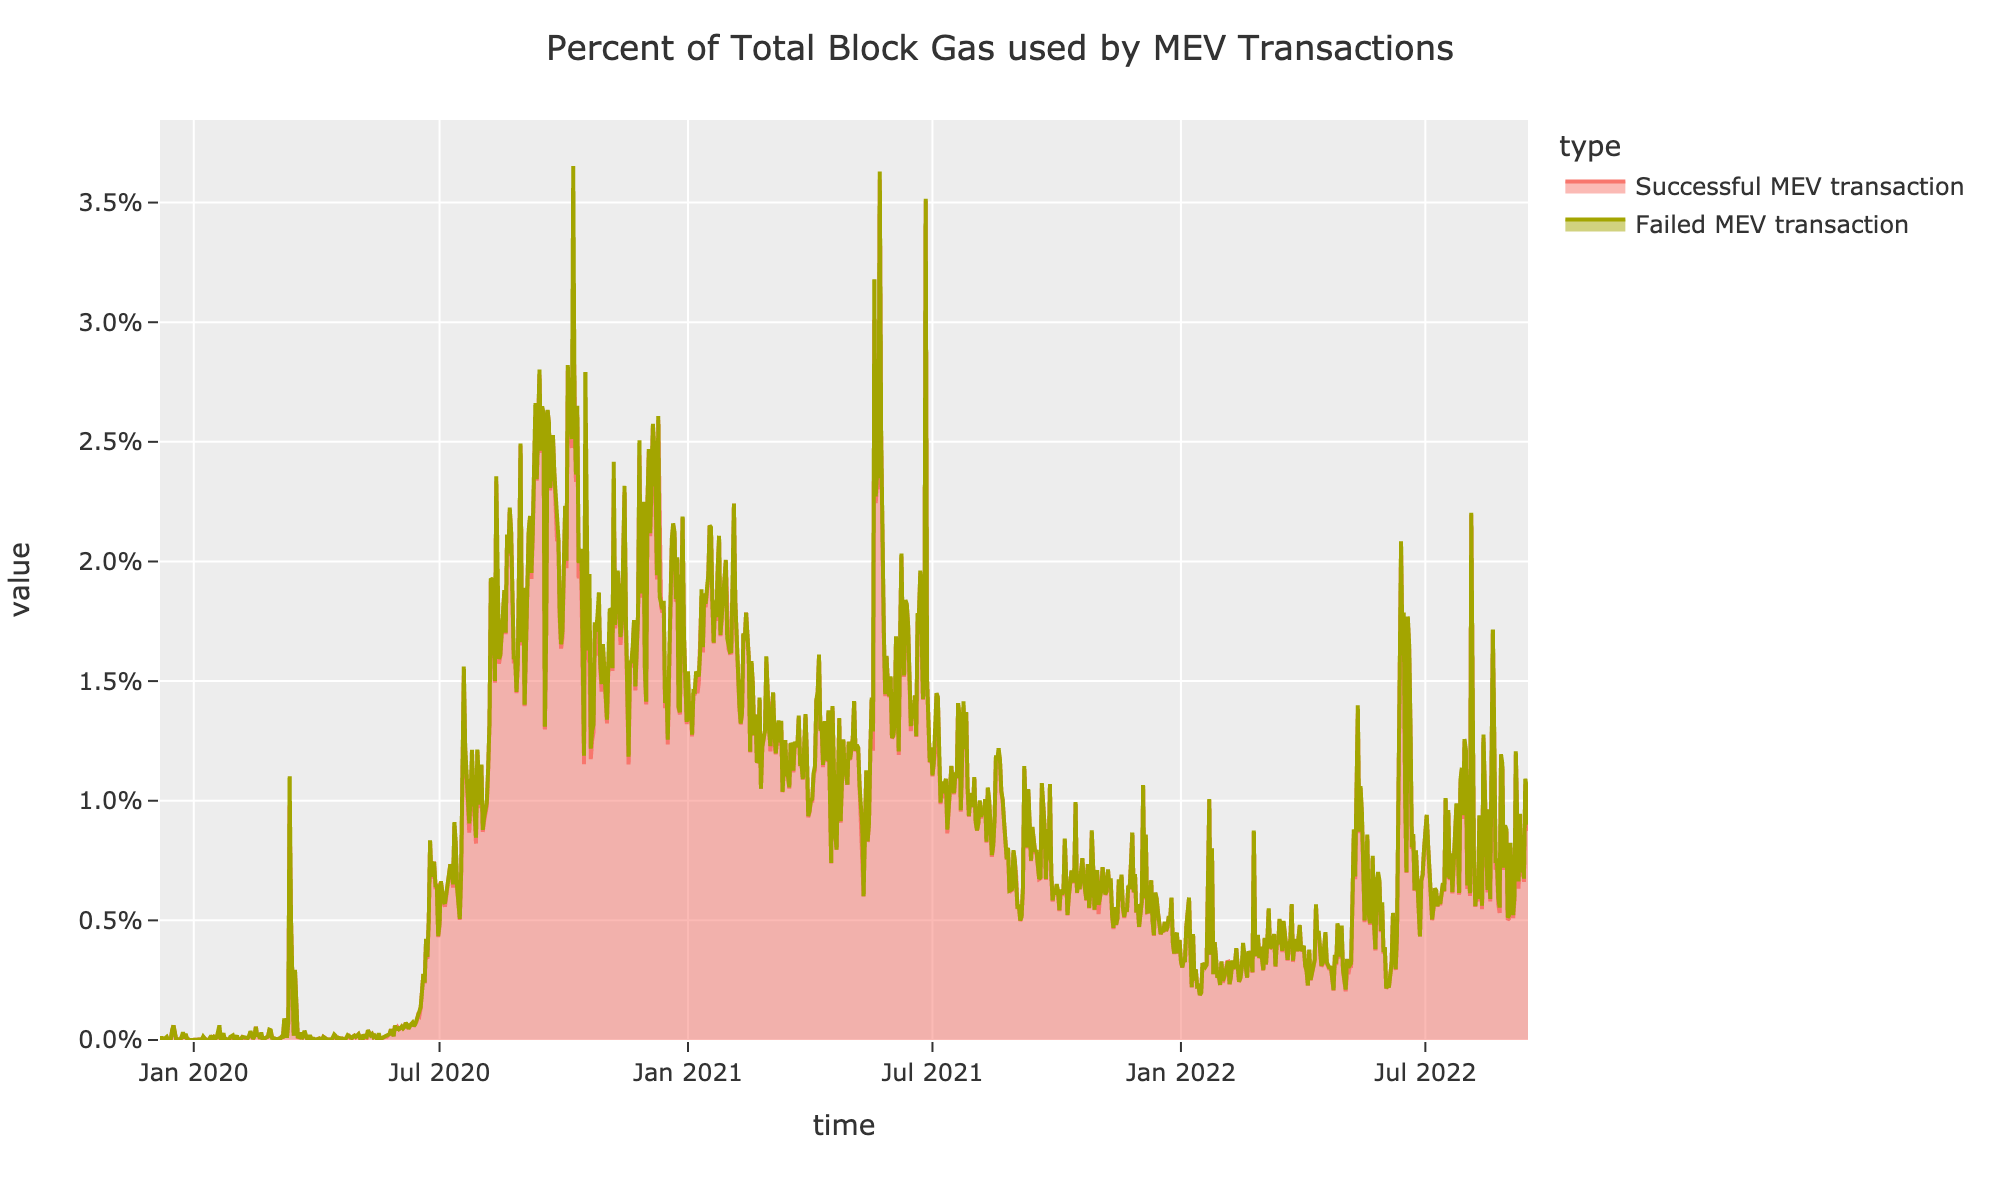 Percent of Total Block Gas used by MEV Transactions
type
Successful MEV transaction
Failed MEV transaction
3.5%
3.0%
2.5%
2.0%
1.5%
1.0%
0.5%
0.0%
value
Jan 2020
Jul 2020
Jan 2021
Jul 2021
Jan 2022
Jul 2022
time